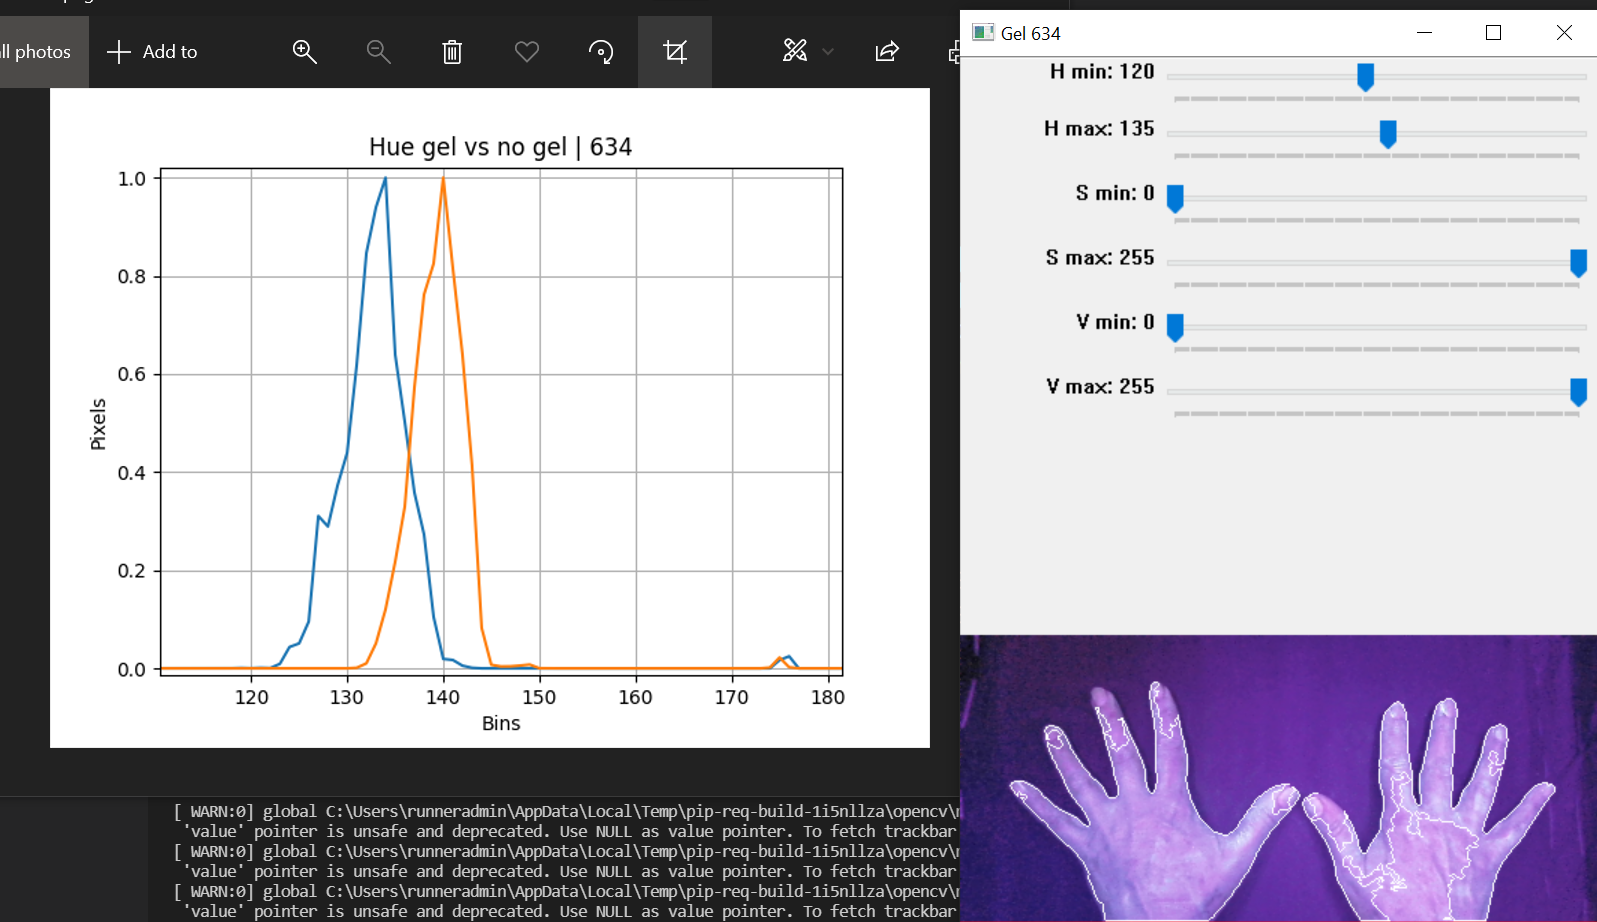 ll photos
Add to
Gel 634
H min: 120
H max: 135
S min: 0
S max: 255
V min: 0
V max: 255
Hue gel vs no gel | 634
1.0
0.8
0.6
0.4
0.2
0.0
Pixels
120 130 140 150 160 170 180
Bins
[ WARN:0] global C:\Users\runneradmin\AppData\Local\Temp\pip-req-build-1i5nllza\opencv\
'value' pointer is unsafe and deprecated. Use NULL as value pointer. To fetch trackbar
[ WARN:0] global C:\Users\runneradmin\AppData\Local\Temp\pip-req-build-1i5nllza\opencv\
'value' pointer is unsafe and deprecated. Use NULL as value pointer. To fetch trackbar
[ WARN:0] global C:\Users\runneradmin\AppData\Local\Temp\pip-req-build-1i5nllza\opencv\
'value' pointer is unsafe and deprecated. Use NULL as value pointer. To fetch trackbar